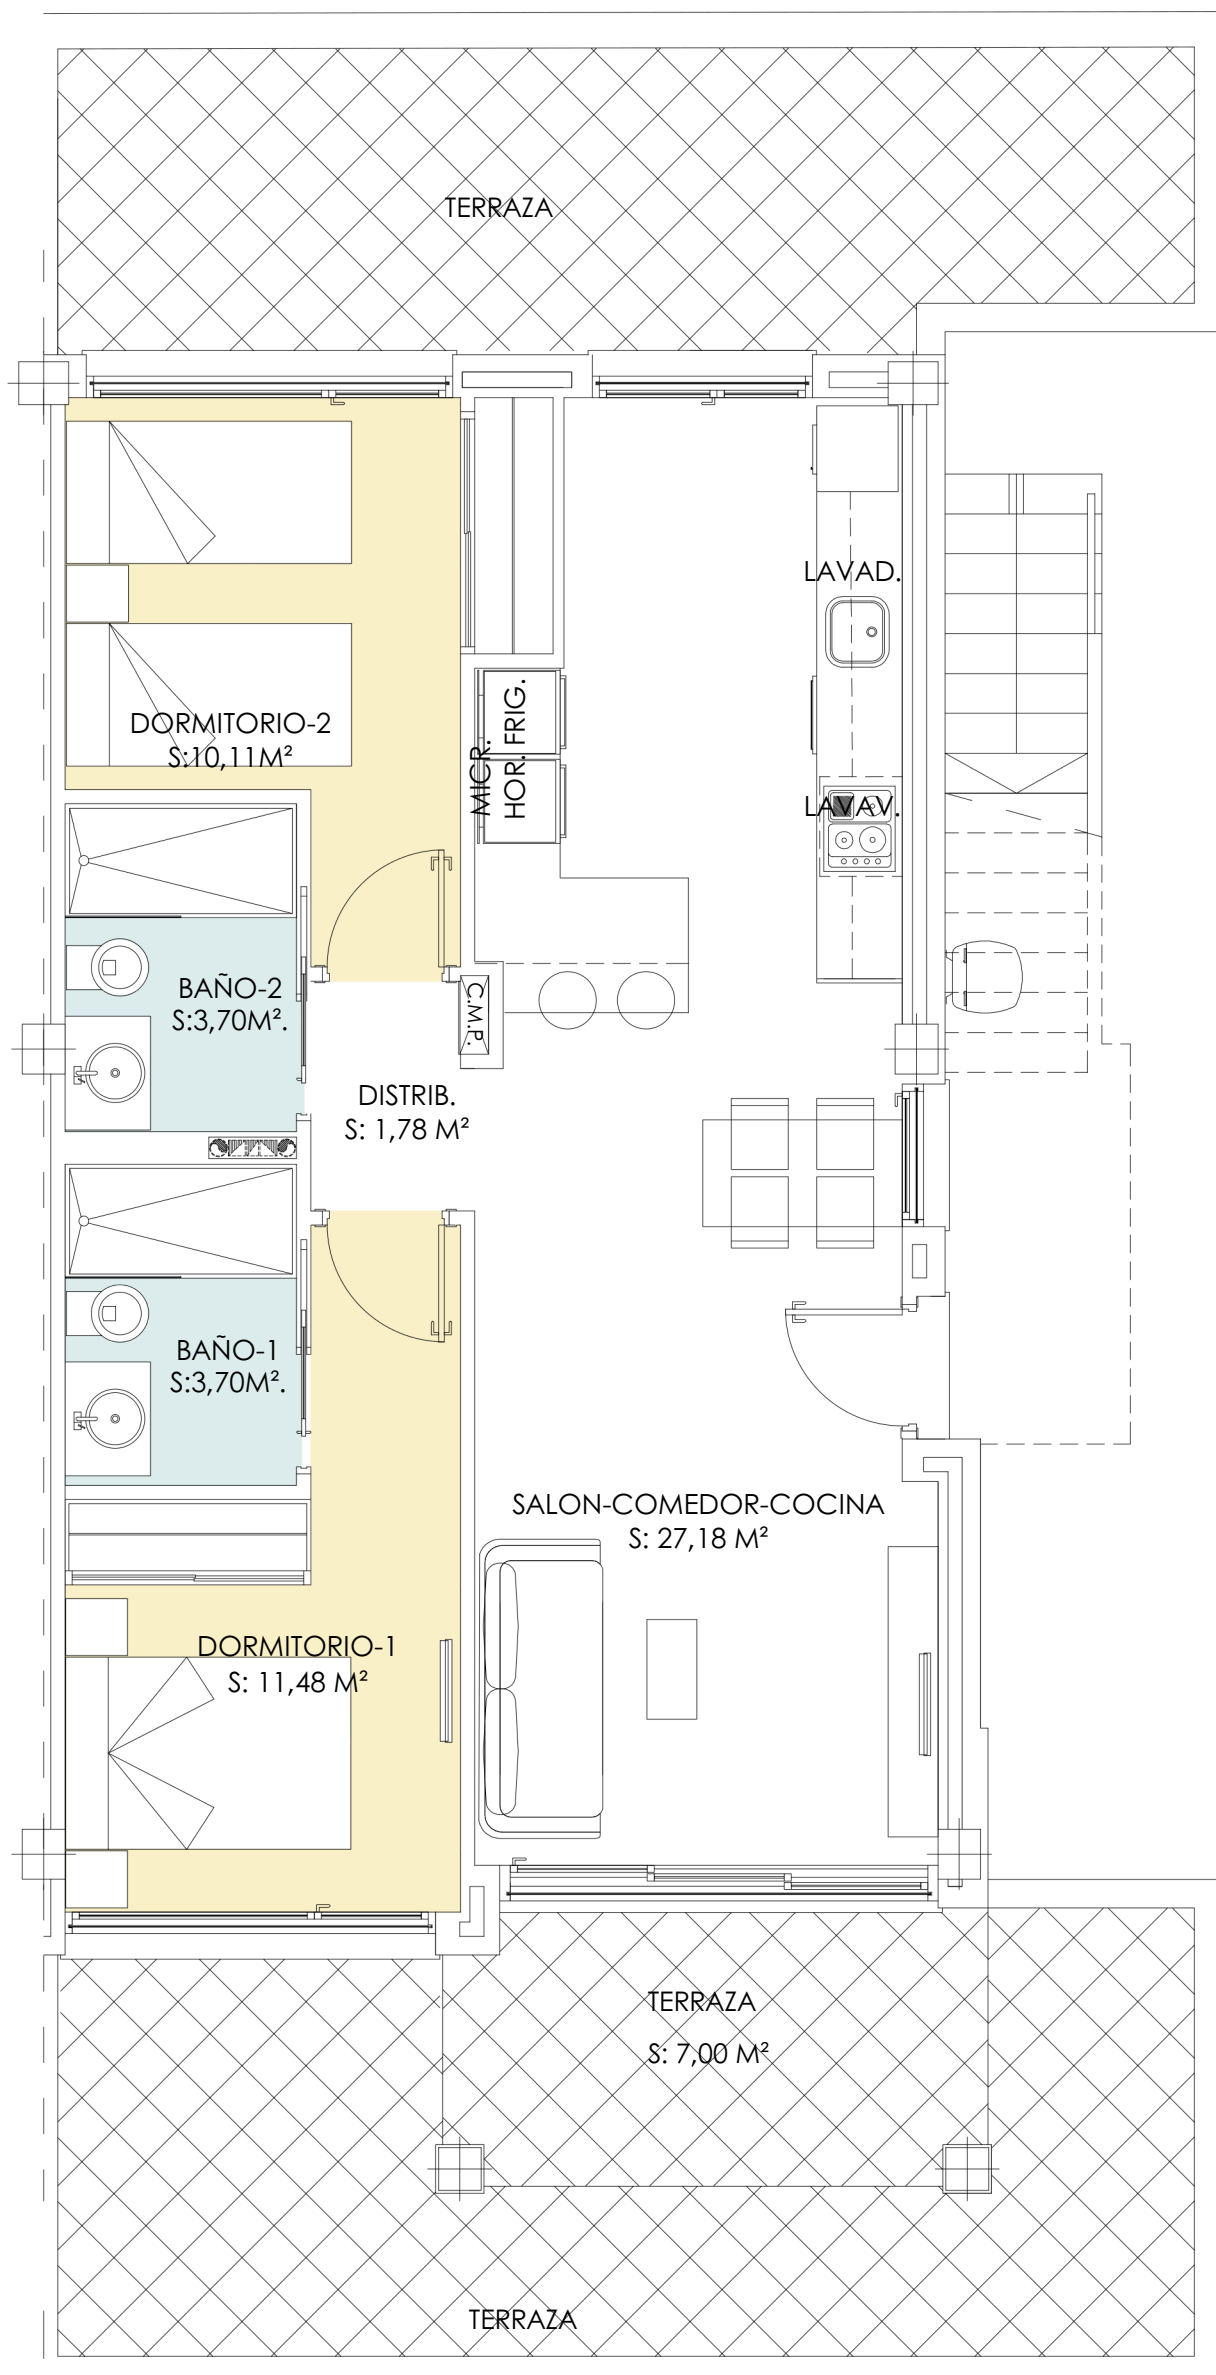 TERRAZA
LAVAD.
DORMITORIO-2
S:10,11M²
MICR.
HOR. FRIG.
LAVAV.
BAÑO-2
S:3,70M².
C.M.P.
DISTRIB.
S: 1,78 M²
BAÑO-1
S:3,70M².
SALON-COMEDOR-COCINA
S: 27,18 M²
DORMITORIO-1
S: 11,48 M²
TERRAZA
S: 7,00 M²
TERRAZA